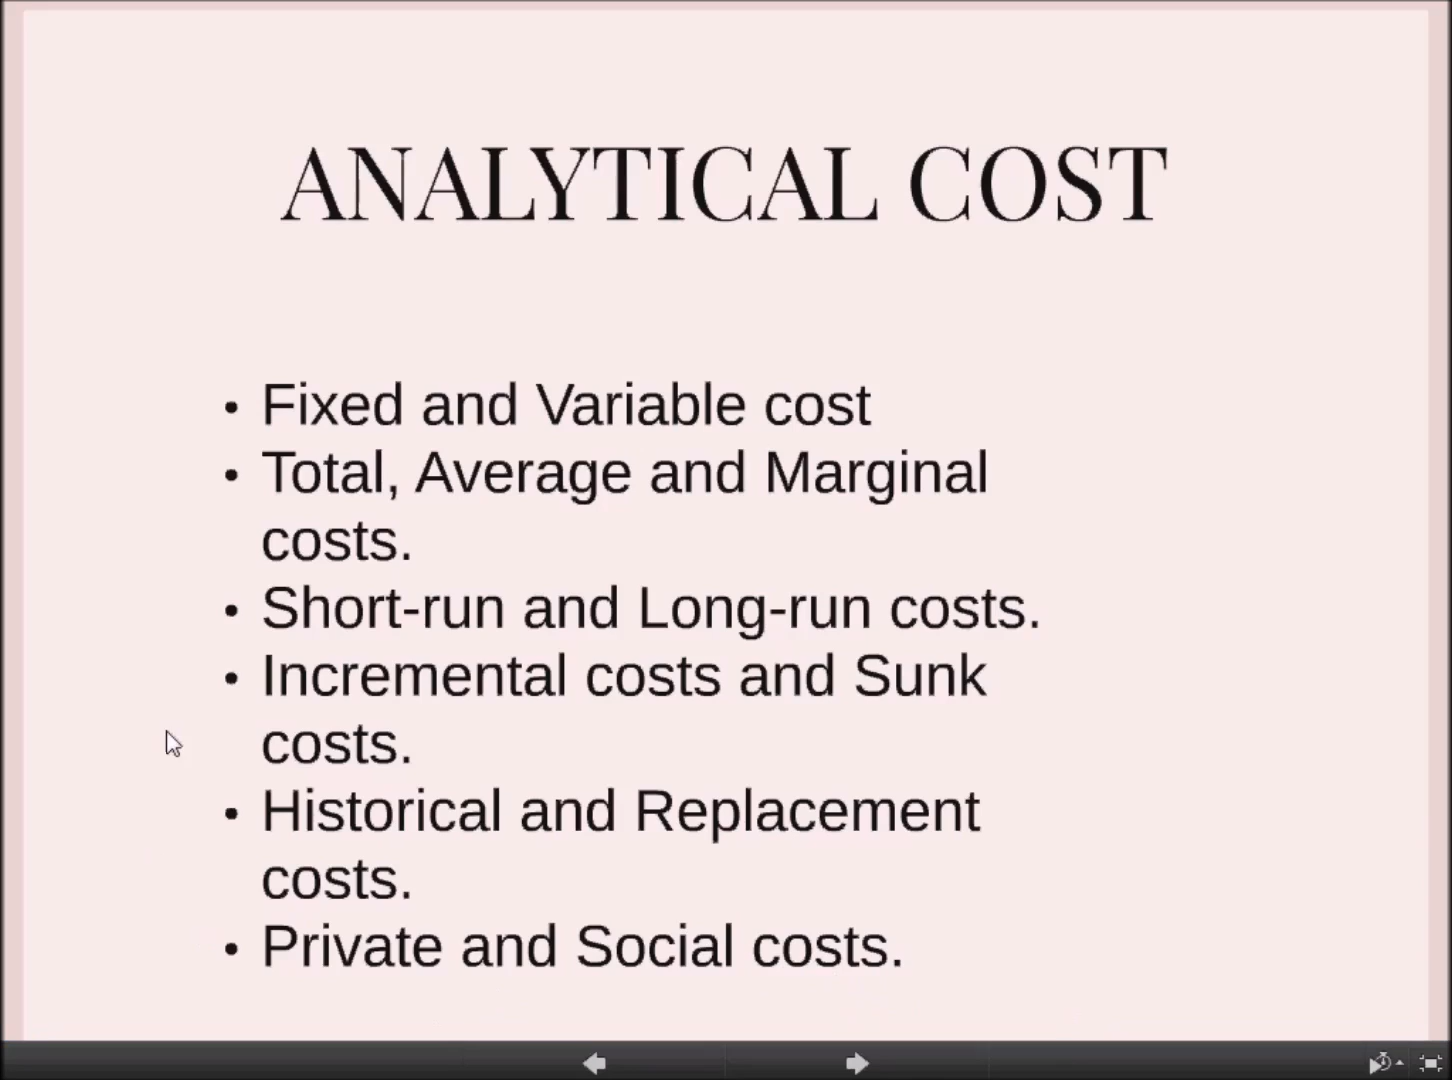 ANALYTICAL COST
• Fixed and Variable cost
• Total, Average and Marginal
costs.
• Short-run and Long-run costs.
• Incremental costs and Sunk
costs.
• Historical and Replacement
costs.
• Private and Social costs.